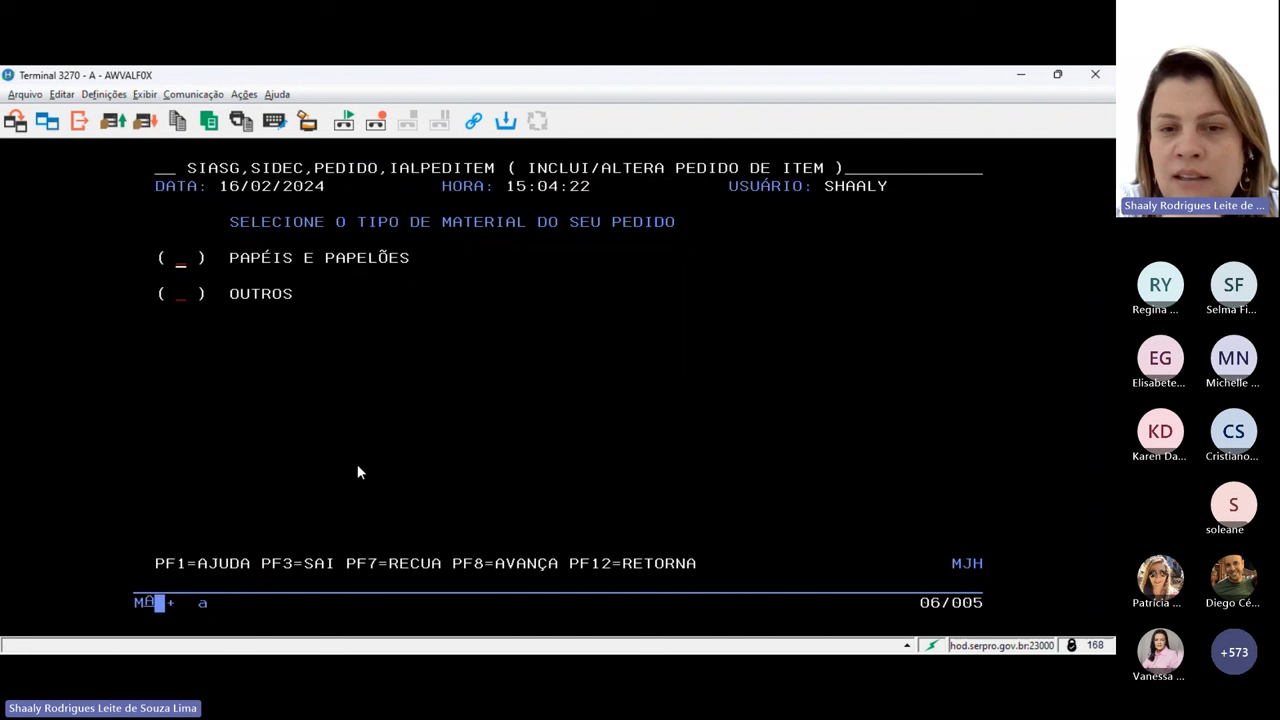 Terminal 3270 - A - AWVALF0X
Arquivo Editar Definições Exibir Comunicação Ações Ajuda
__ SIASG,SIDEC,PEDIDO,IALPEDITEM ( INCLUI/ALTERA PEDIDO DE ITEM )_____________
DATA: 16/02/2024 HORA: 15:04:22 USUÁRIO: SHAALY
SELECIONE O TIPO DE MATERIAL DO SEU PEDIDO
( _ ) PAPÉIS E PAPELÕES
( _ ) OUTROS
PF1=AJUDA PF3=SAI PF7=RECUA PF8=AVANÇA PF12=RETORNA MJH
MA + a 06/005
hod.serpro.gov.br:23000 168
Shaaly Rodrigues Leite de ...
RY SF
Regina ... Selma Fi...
EG MN
Elisabete... Michelle ...
KD CS
Karen Da... Cristiano...
S
soleane
Patrícia ... Diego Cé...
Vanessa ... +573
Shaaly Rodrigues Leite de Souza Lima